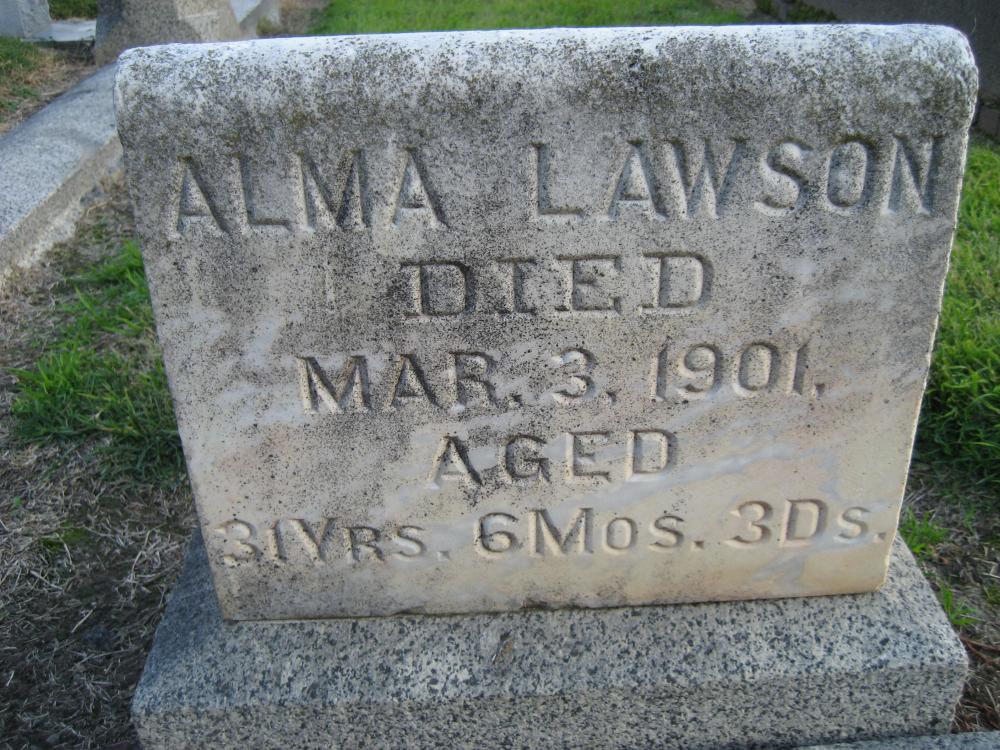 ALMA LAWSON
DIED
MAR. 3, 1901,
AGED
31YRS. 6MOS. 3DS.